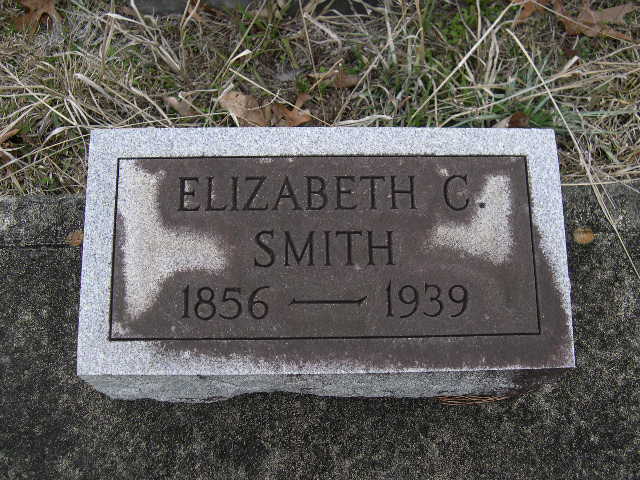 ELIZABETH C.
SMITH
1856 — 1939